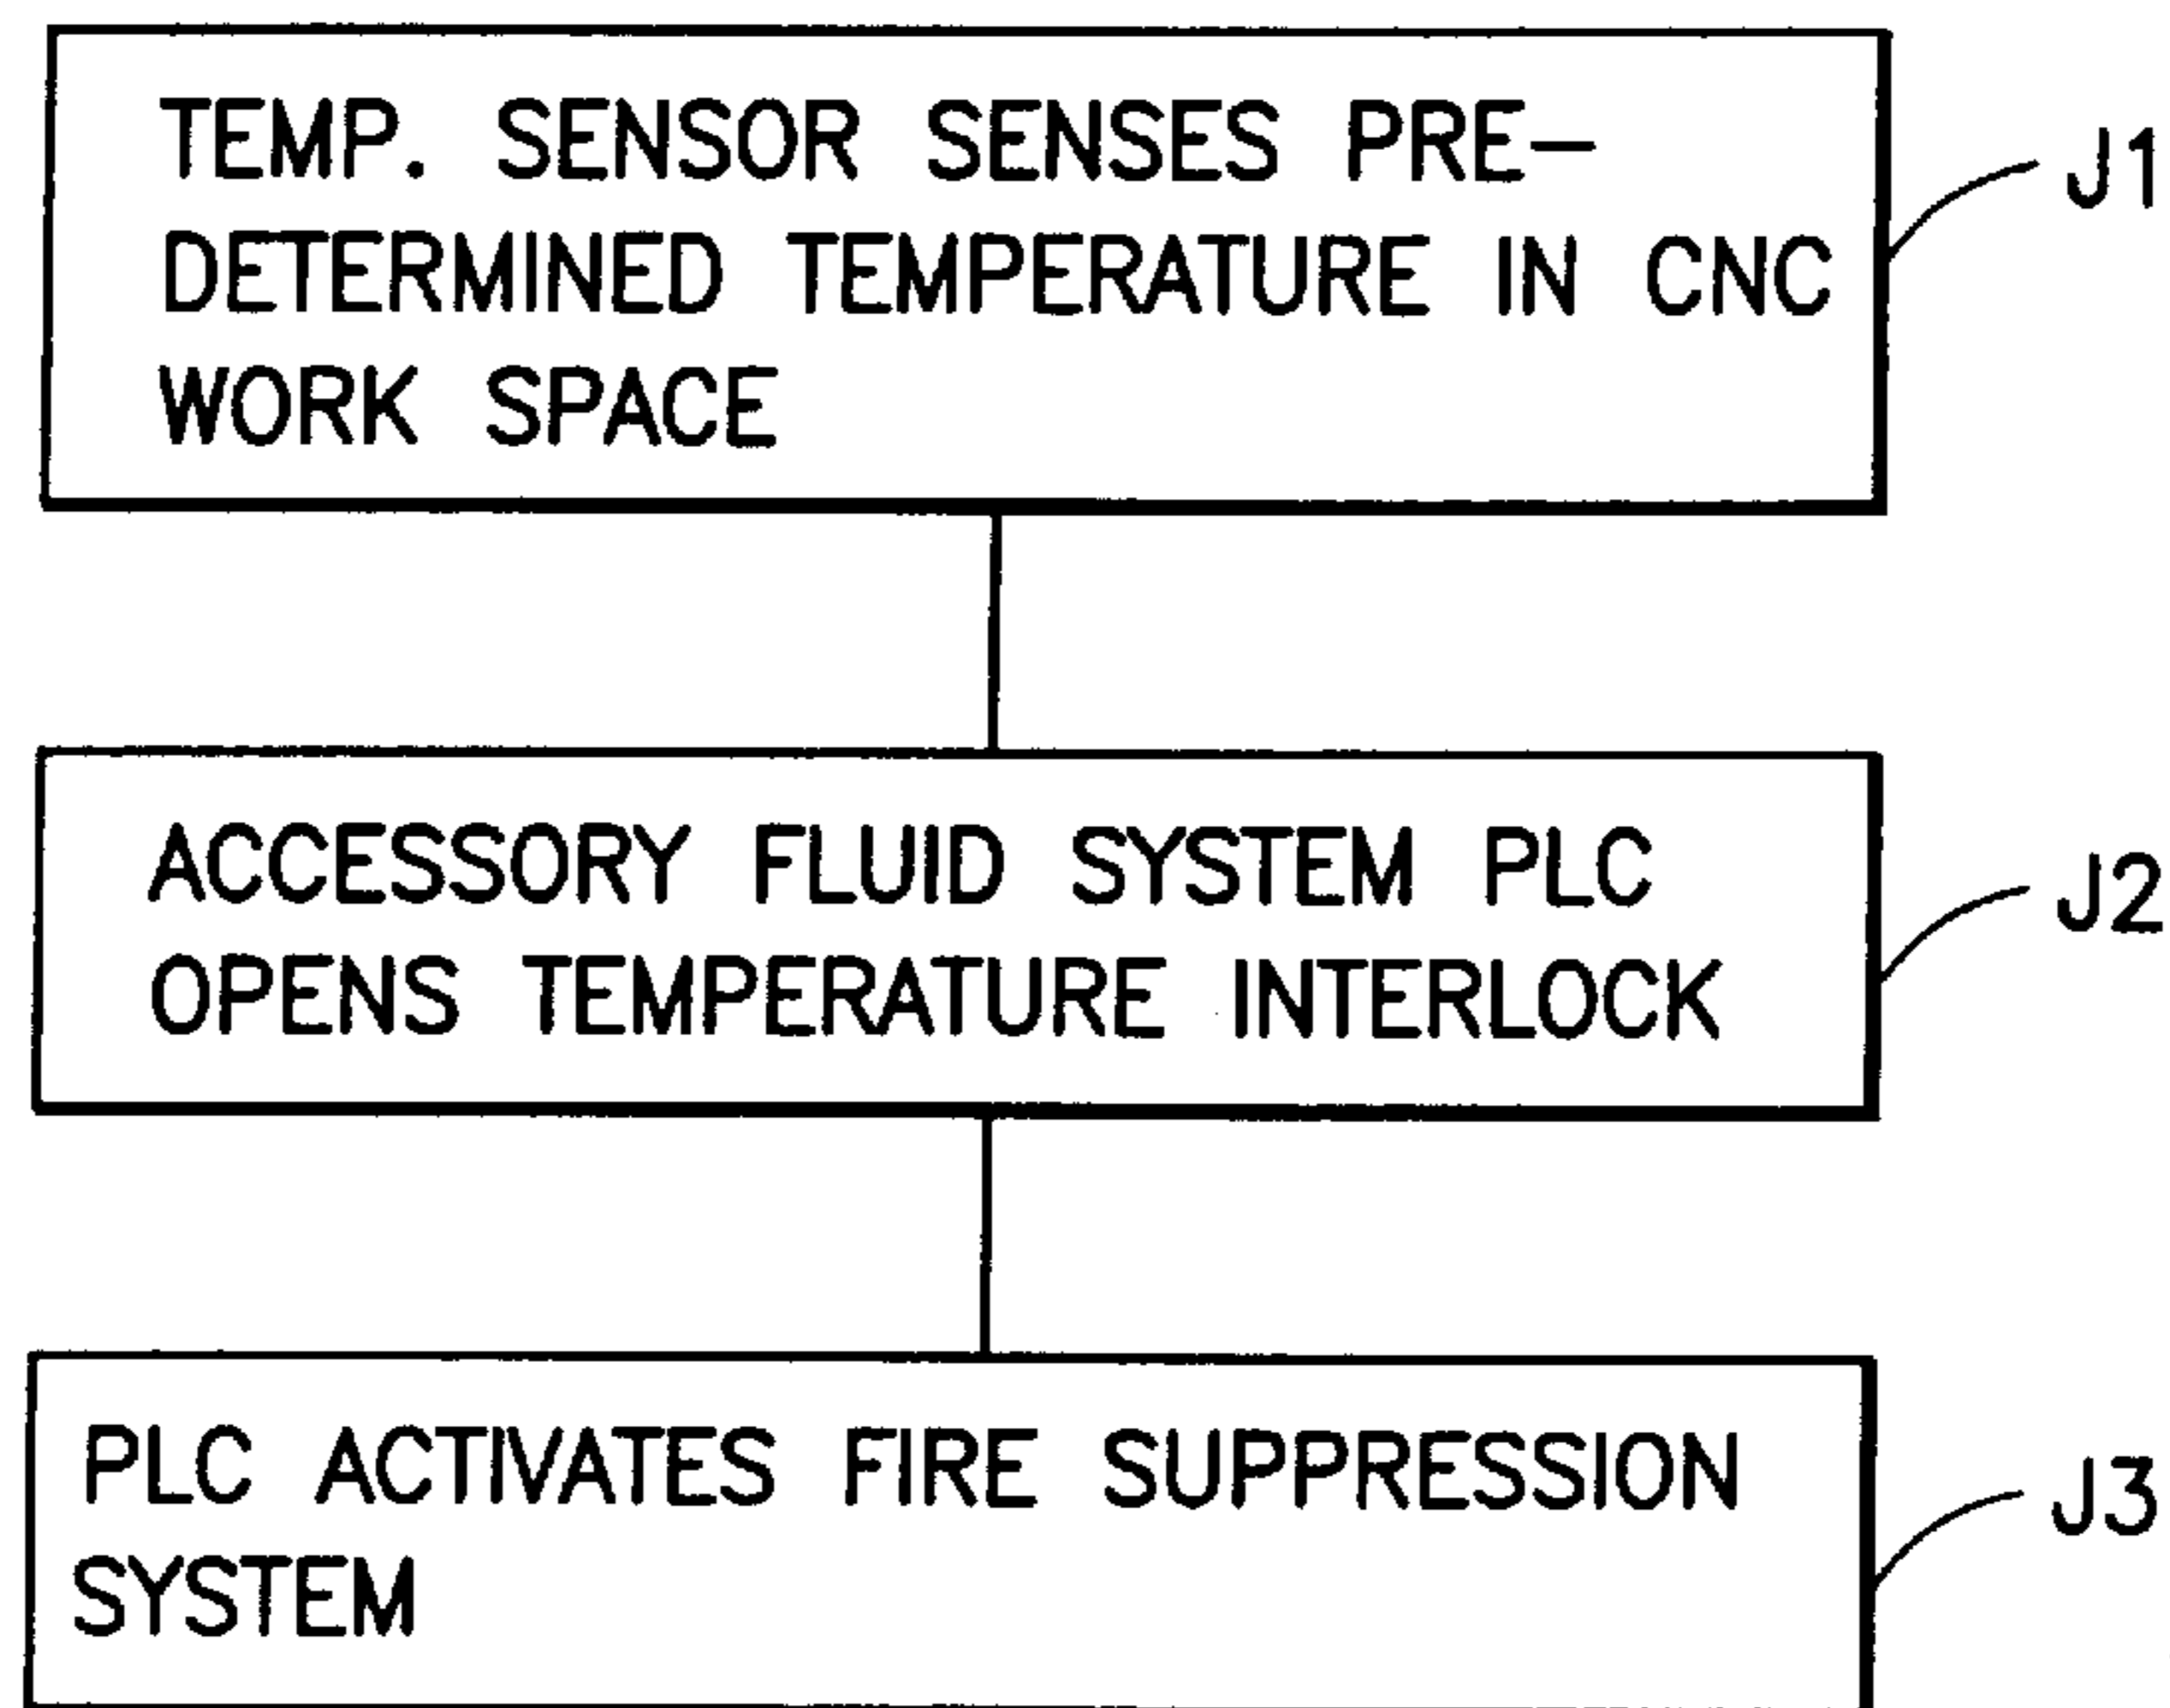 TEMP. SENSOR SENSES PRE-
DETERMINED TEMPERATURE IN CNC
WORK SPACE
J1
ACCESSORY FLUID SYSTEM PLC
OPENS TEMPERATURE INTERLOCK
J2
PLC ACTIVATES FIRE SUPPRESSION
SYSTEM
J3